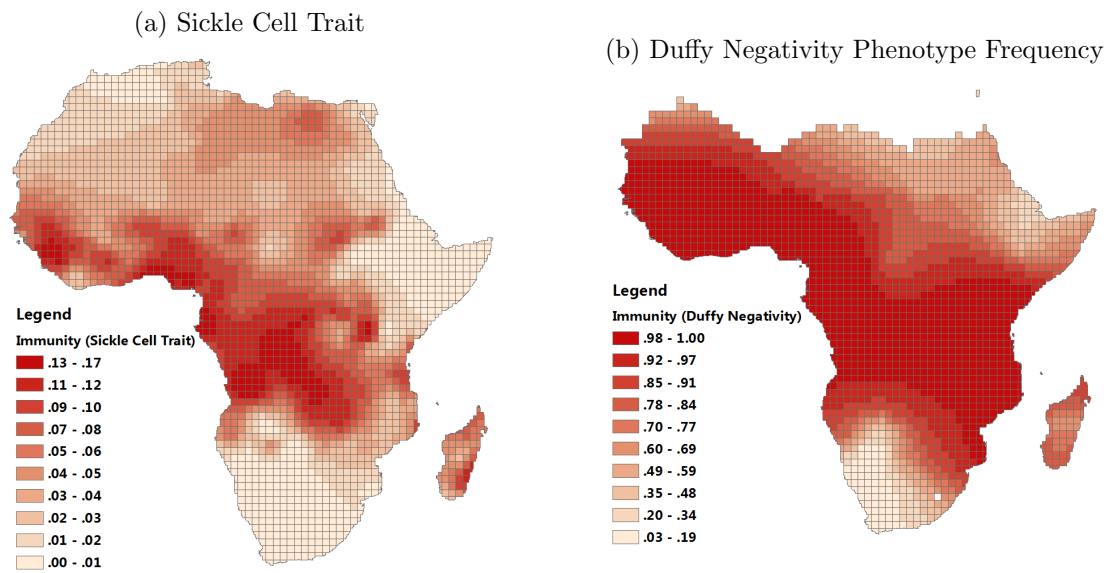 (a) Sickle Cell Trait
Legend
Immunity (Sickle Cell Trait)
.13 - .17
.11 - .12
.09 - .10
.07 - .08
.05 - .06
.04 - .05
.03 - .04
.02 - .03
.01 - .02
.00 - .01
(b) Duffy Negativity Phenotype Frequency
Legend
Immunity (Duffy Negativity)
.98 - 1.00
.92 - .97
.85 - .91
.78 - .84
.70 - .77
.60 - .69
.49 - .59
.35 - .48
.20 - .34
.03 - .19